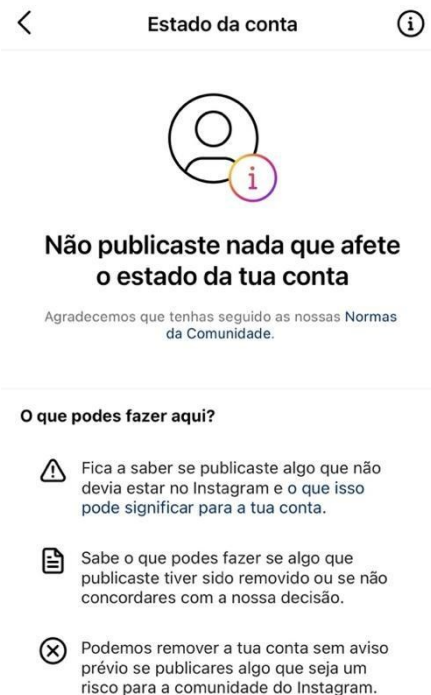 Estado da conta
Não publicaste nada que afete
o estado da tua conta
Agradecemos que tenhas seguido as nossas Normas
da Comunidade.
O que podes fazer aqui?
Fica a saber se publicaste algo que não
devia estar no Instagram e o que isso
pode significar para a tua conta.
Sabe o que podes fazer se algo que
publicaste tiver sido removido ou se não
concordares com a nossa decisão.
Podemos remover a tua conta sem aviso
prévio se publicares algo que seja um
risco para a comunidade do Instagram.